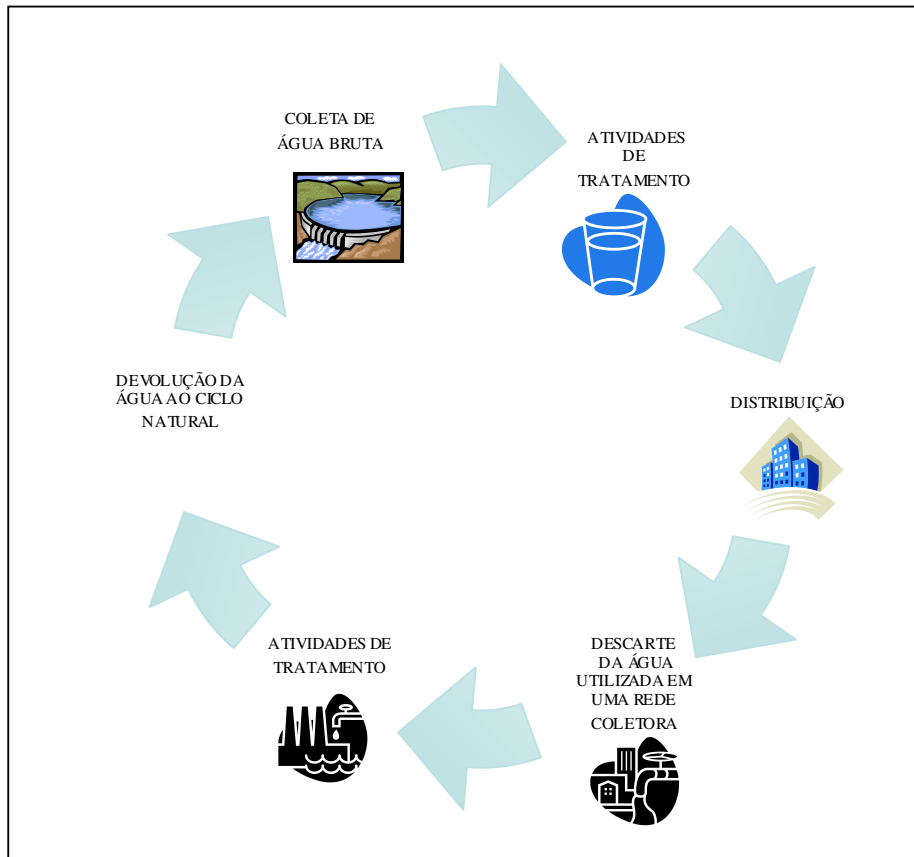 COLETA DE
ÁGUA BRUTA
ATIVIDADES
DE
TRATAMENTO
DISTRIBUIÇÃO
DESCARTE
DA ÁGUA
UTILIZADA EM
UMA REDE
COLETORA
ATIVIDADES DE
TRATAMENTO
DEVOLUÇÃO DA
ÁGUA AO CICLO
NATURAL